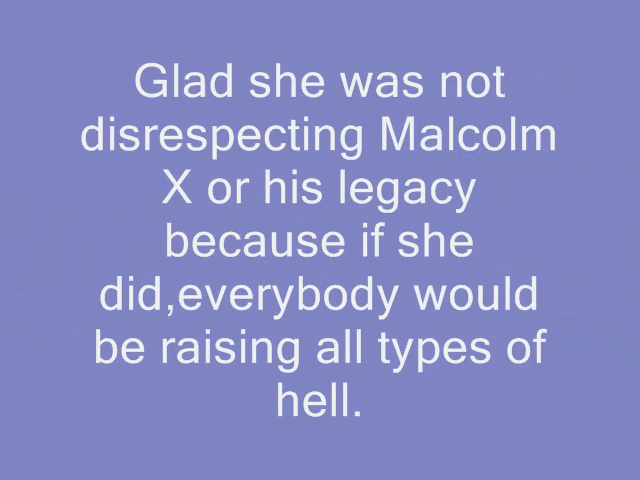 Glad she was not
disrespecting Malcolm
X or his legacy
because if she
did,everybody would
be raising all types of
hell.